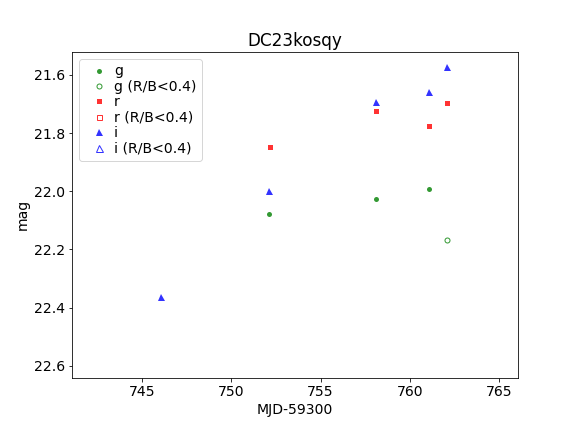 DC23kosqy
g
g (R/B<0.4)
r
r (R/B<0.4)
i
i (R/B<0.4)
21.6
21.8
22.0
22.2
22.4
22.6
mag
745
750
755
760
765
MJD-59300